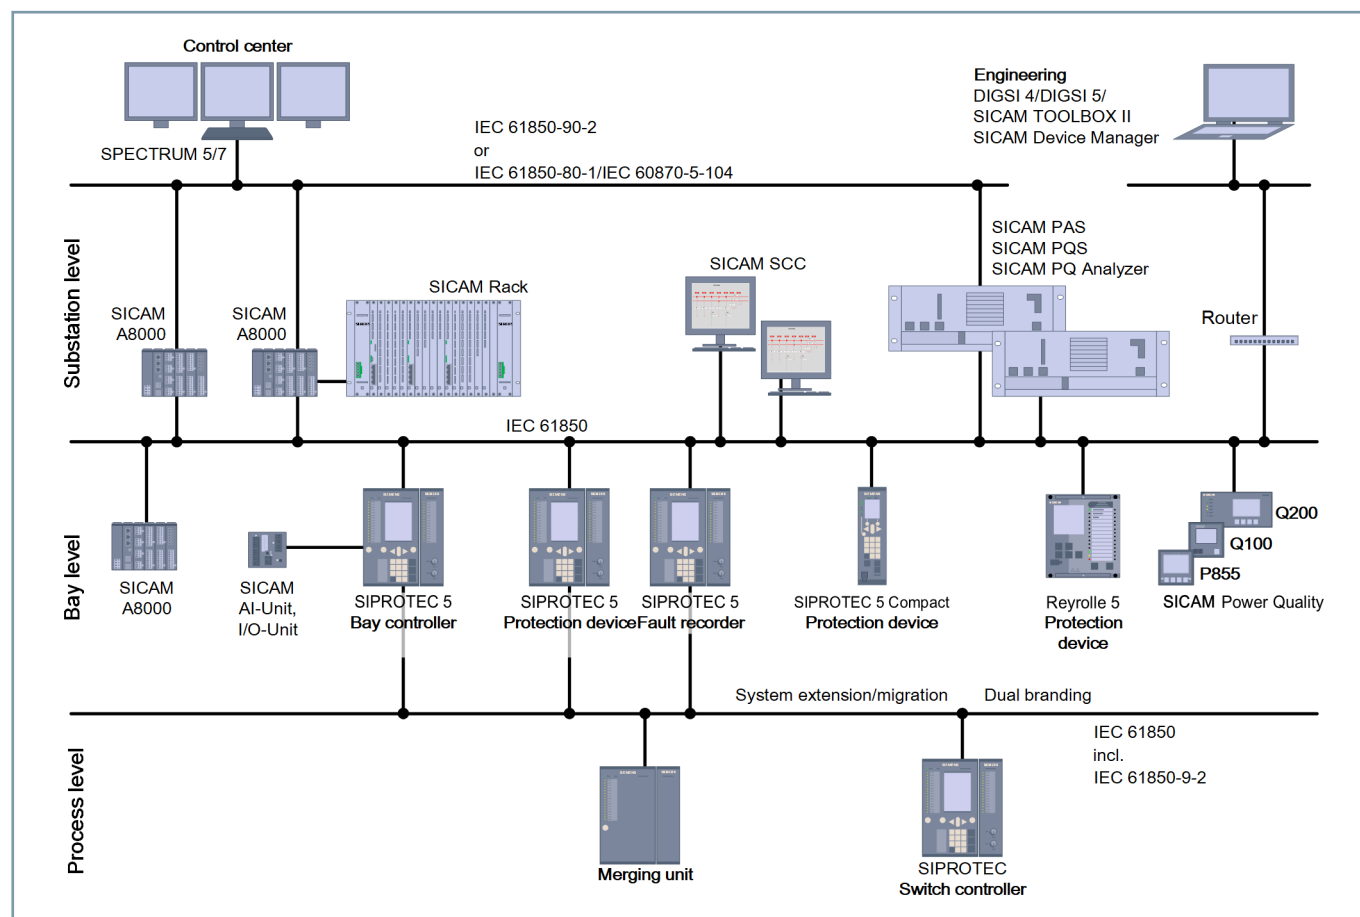 Control center
SPECTRUM 5/7
IEC 61850-90-2
or
IEC 61850-80-1/IEC 60870-5-104
Engineering
DIGSI 4/DIGSI 5/
SICAM TOOLBOX II
SICAM Device Manager
Substation level
SICAM
A8000
SICAM
A8000
SICAM Rack
SICAM SCC
SICAM PAS
SICAM PQS
SICAM PQ Analyzer
Router
IEC 61850
Bay level
SICAM
A8000
SICAM
AI-Unit,
I/O-Unit
SIPROTEC 5
Bay controller
SIPROTEC 5
Protection device
SIPROTEC 5
Fault recorder
SIPROTEC 5 Compact
Protection device
Reyrolle 5
Protection
device
Q200
Q100
P855
SICAM Power Quality
System extension/migration
Dual branding
IEC 61850
incl.
IEC 61850-9-2
Process level
Merging unit
SIPROTEC
Switch controller